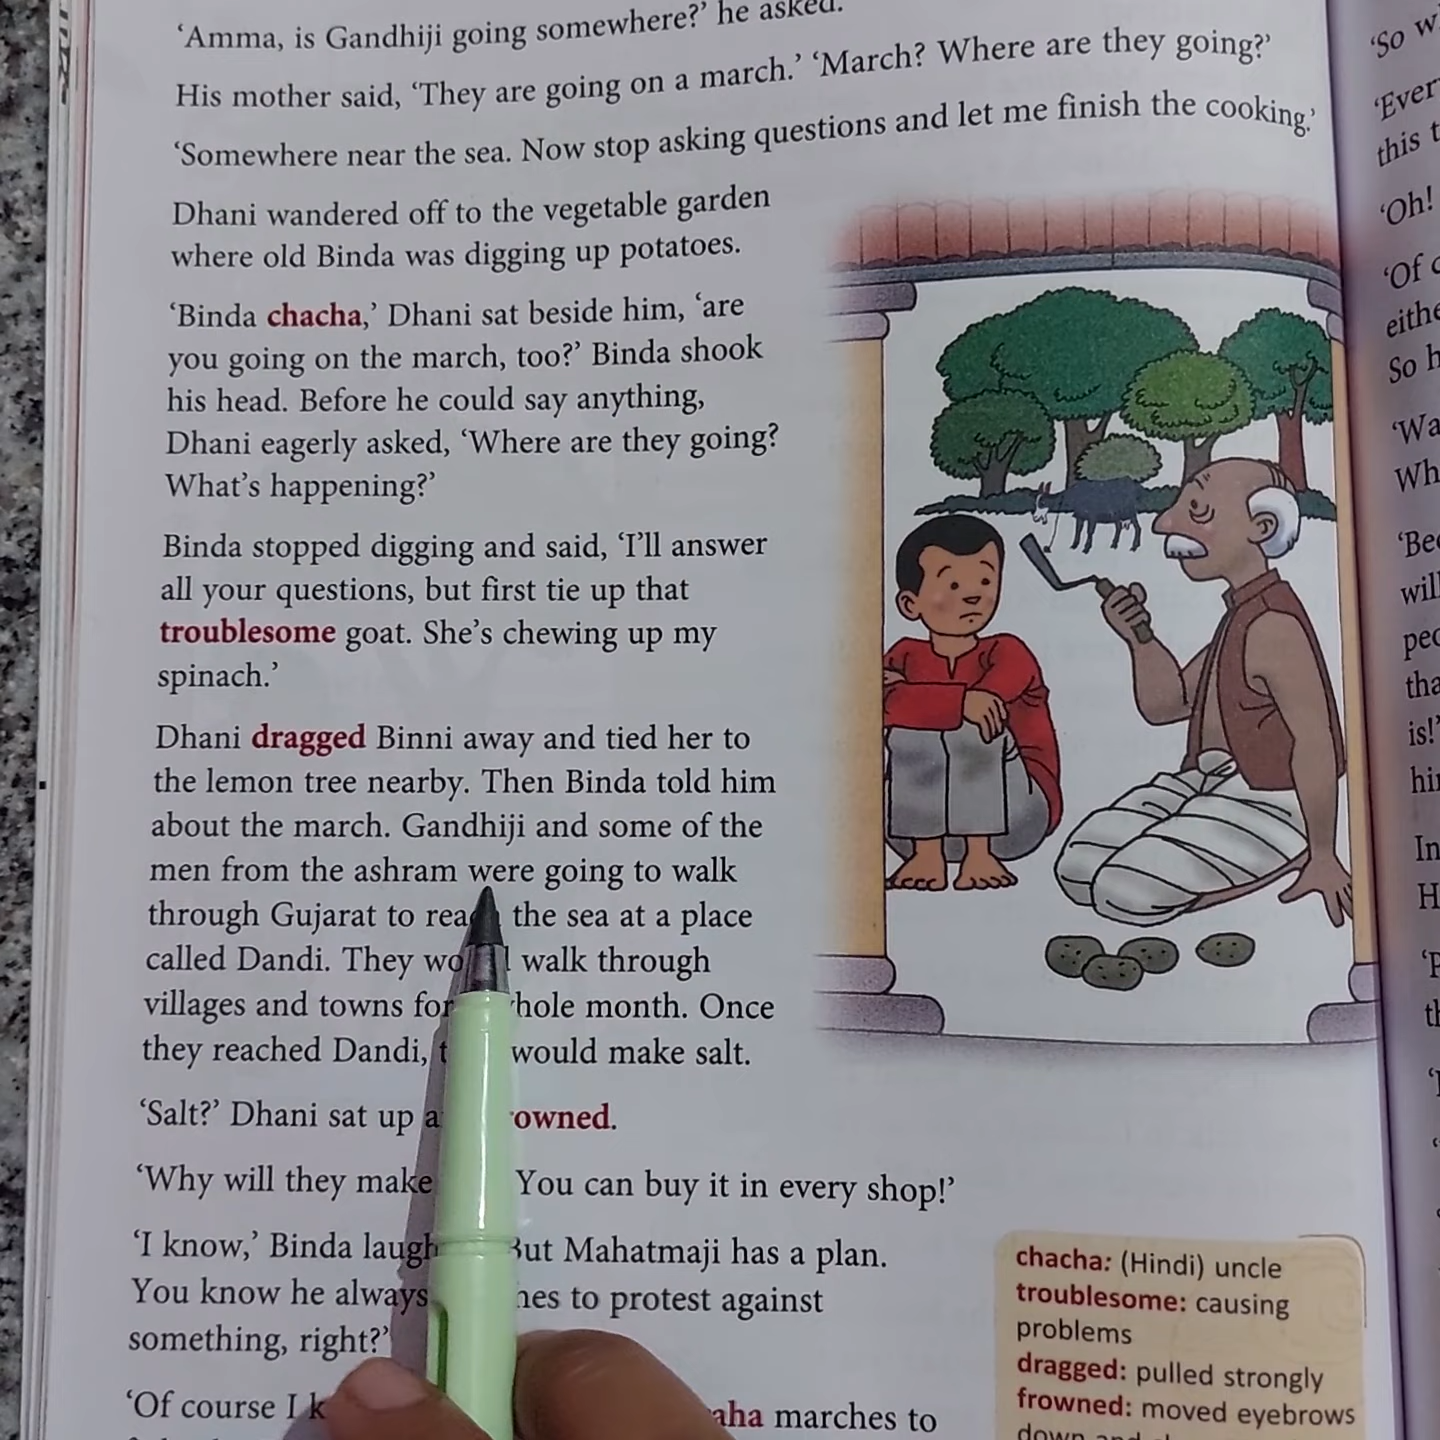 ‘Amma, is Gandhiji going somewhere?’ he asked.
His mother said, ‘They are going on a march.’ ‘March? Where are they going?’
‘Somewhere near the sea. Now stop asking questions and let me finish the cooking.’
Dhani wandered off to the vegetable garden
where old Binda was digging up potatoes.
‘Binda chacha,’ Dhani sat beside him, ‘are
you going on the march, too?’ Binda shook
his head. Before he could say anything,
Dhani eagerly asked, ‘Where are they going?
What’s happening?’
Binda stopped digging and said, ‘I’ll answer
all your questions, but first tie up that
troublesome goat. She’s chewing up my
spinach.’
Dhani dragged Binni away and tied her to
the lemon tree nearby. Then Binda told him
about the march. Gandhiji and some of the
men from the ashram were going to walk
through Gujarat to reach the sea at a place
called Dandi. They would walk through
villages and towns for whole month. Once
they reached Dandi, would make salt.
‘Salt?’ Dhani sat up frowned.
‘Why will they make You can buy it in every shop!’
‘I know,’ Binda But Mahatmaji has a plan.
You know he always to protest against
something, right?’
‘Of course I marches to
chacha: (Hindi) uncle
troublesome: causing
problems
dragged: pulled strongly
frowned: moved eyebrows
down and
‘So
this
‘Oh!
‘Of
So
In
him
is!’